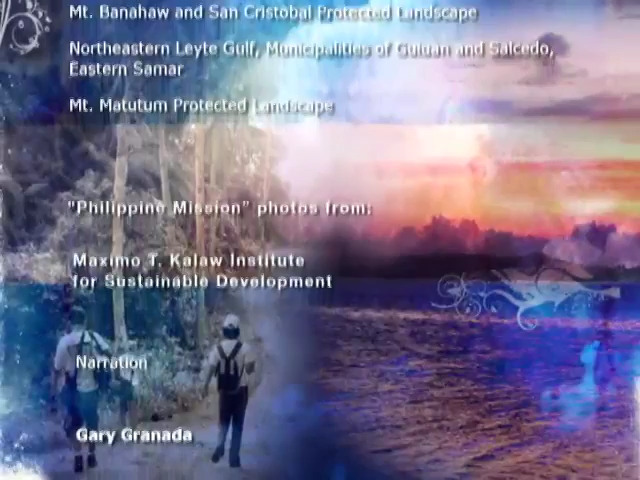 Mt. Banahaw and San Cristobal Protected Landscape
Northeastern Leyte Gulf, Municipalities of Guiuan and Salcedo,
Eastern Samar
Mt. Matutum Protected Landscape
"Philippine Mission" photos from:
Maximo T. Kalaw Institute
for Sustainable Development
Narration
Gary Granada